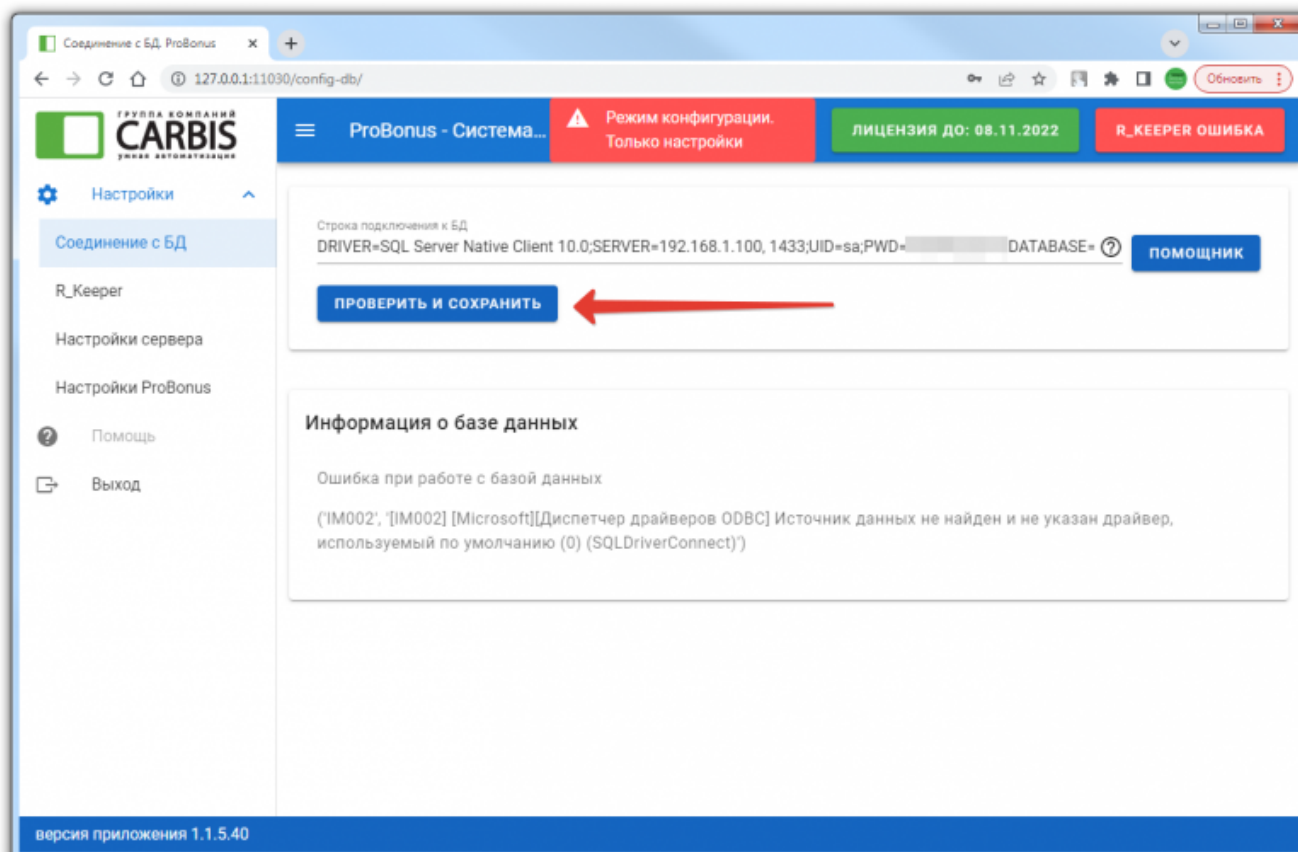 Соединение с БД. ProBonus
127.0.0.1:11030/config-db/
Обновить
ГРУППА КОМПАНИЙ
CARBIS
умная автоматизация
ProBonus - Система...
Режим конфигурации.
Только настройки
ЛИЦЕНЗИЯ ДО: 08.11.2022
R_KEEPER ОШИБКА
Настройки
Соединение с БД
R_Keeper
Настройки сервера
Настройки ProBonus
Помощь
Выход
Строка подключения к БД
DRIVER=SQL Server Native Client 10.0;SERVER=192.168.1.100, 1433;UID=sa;PWD= DATABASE=
ПОМОЩНИК
ПРОВЕРИТЬ И СОХРАНИТЬ
Информация о базе данных
Ошибка при работе с базой данных
('IM002', '[IM002] [Microsoft][Диспетчер драйверов ODBC] Источник данных не найден и не указан драйвер,
используемый по умолчанию (0) (SQLDriverConnect)')
версия приложения 1.1.5.40